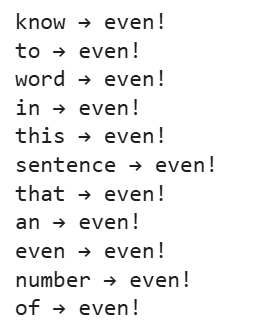 know → even!
to → even!
word → even!
in → even!
this → even!
sentence → even!
that → even!
an → even!
even → even!
number → even!
of → even!